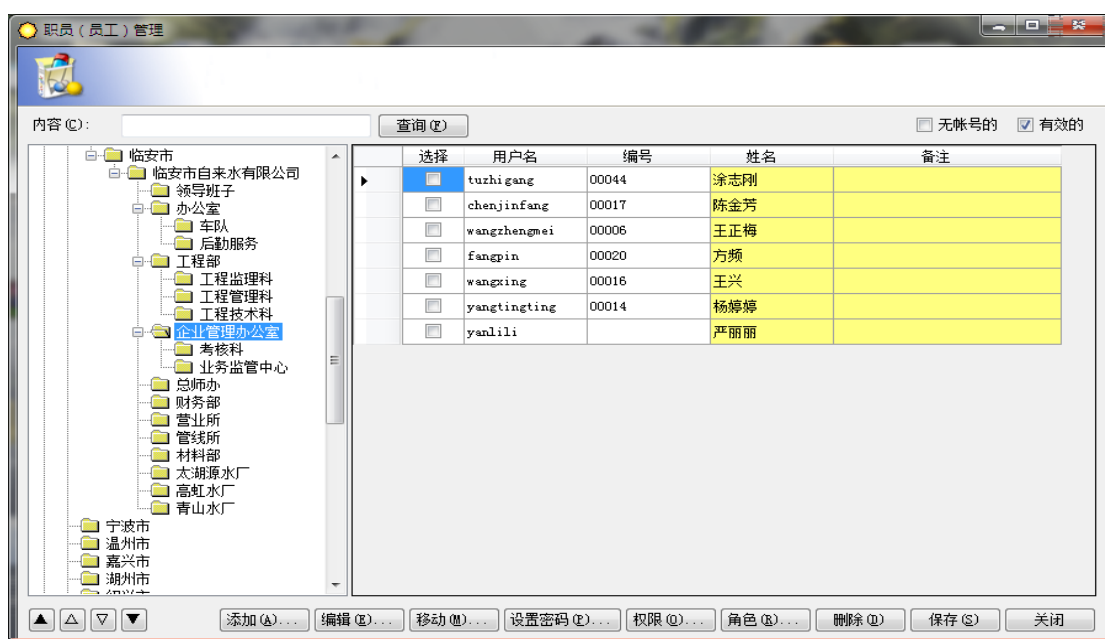 职员（员工）管理
内容(C): 查询(F) 无帐号的 有效的
临安市
临安市自来水有限公司
领导班子
办公室
车队
后勤服务
工程部
工程监理科
工程管理科
工程技术科
企业管理办公室
考核科
业务监管中心
总师办
财务部
营业所
管线所
材料部
太湖源水厂
高虹水厂
青山水厂
宁波市
温州市
嘉兴市
湖州市
选择 用户名 编号 姓名 备注
tuzhigang 00044 涂志刚
chenjinfang 00017 陈金芳
wangzhengmei 00006 王正梅
fangpin 00020 方频
wangxing 00016 王兴
yangtingting 00014 杨婷婷
yanlili 严丽丽
添加(A)... 编辑(E)... 移动(M)... 设置密码(P)... 权限(O)... 角色(R)... 删除(D) 保存(S) 关闭